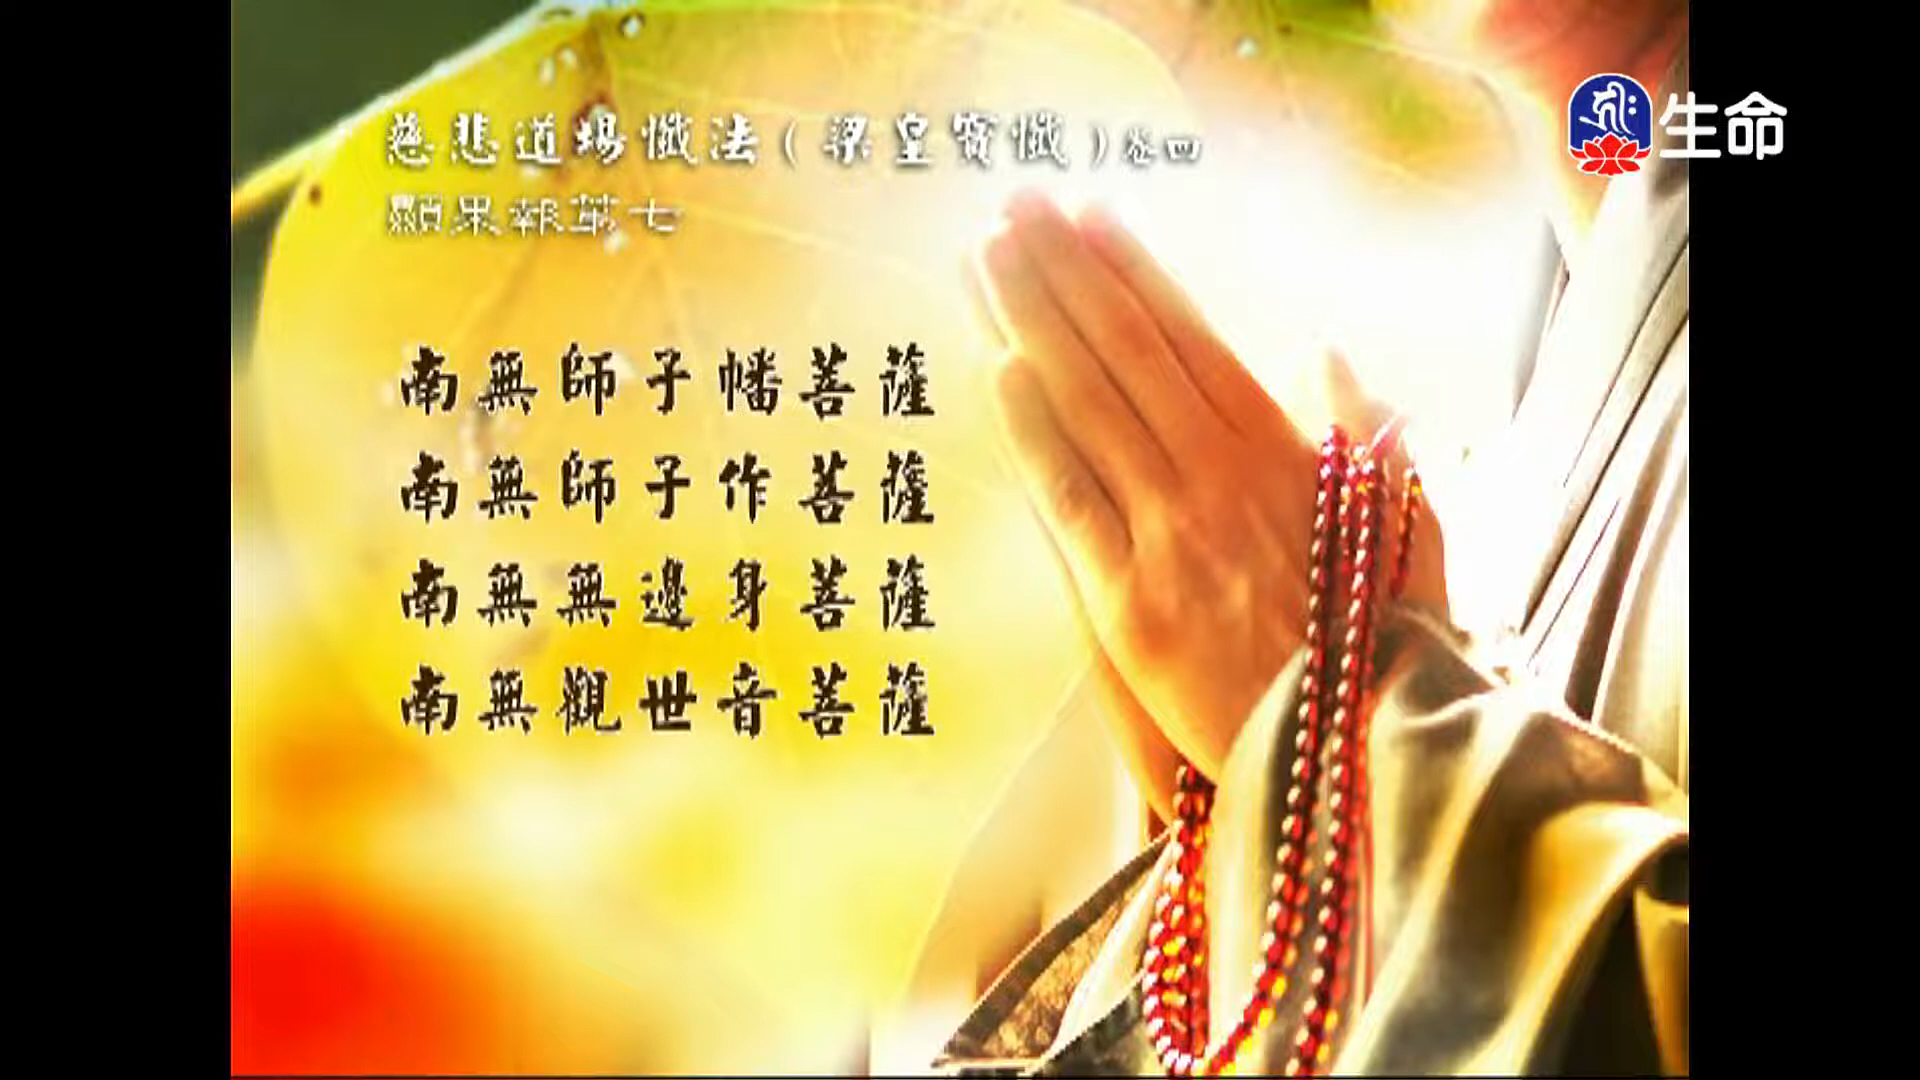 慈悲道場懺法(梁皇寶懺)卷四
顯果報第七
生命
南無師子幡菩薩
南無師子作菩薩
南無無邊身菩薩
南無觀世音菩薩